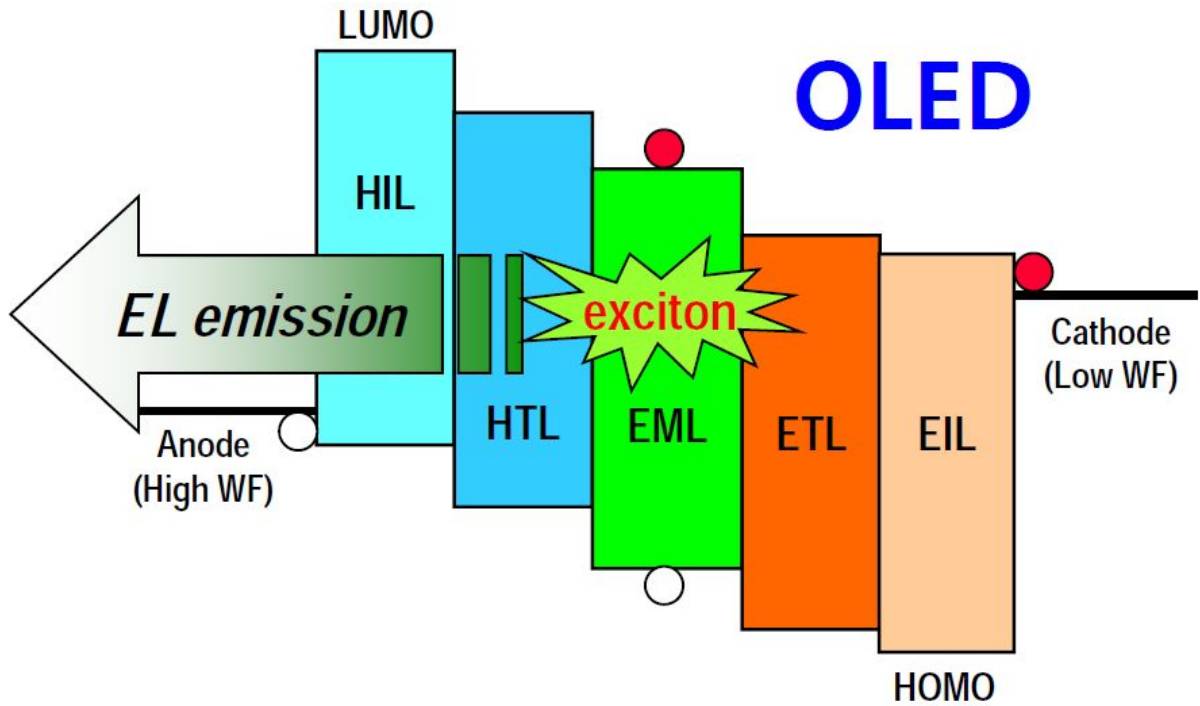 LUMO
OLED
HIL
EL emission
exciton
HTL
EML
ETL
EIL
Cathode
(Low WF)
Anode
(High WF)
HOMO